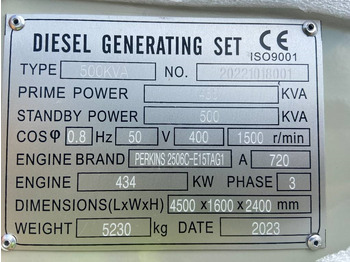 DIESEL GENERATING SET CE
ISO9001
TYPE 500KVA NO. 20221018001
PRIME POWER KVA
STANDBY POWER 500 KVA
COSφ 0.8 Hz 50 V 400 1500 r/min
ENGINE BRAND PERKINS 2506C-E15TAG1 A 720
ENGINE 434 KW PHASE 3
DIMENSIONS(LxWxH) 4500×1600×2400 mm
WEIGHT 5230 kg DATE 2023